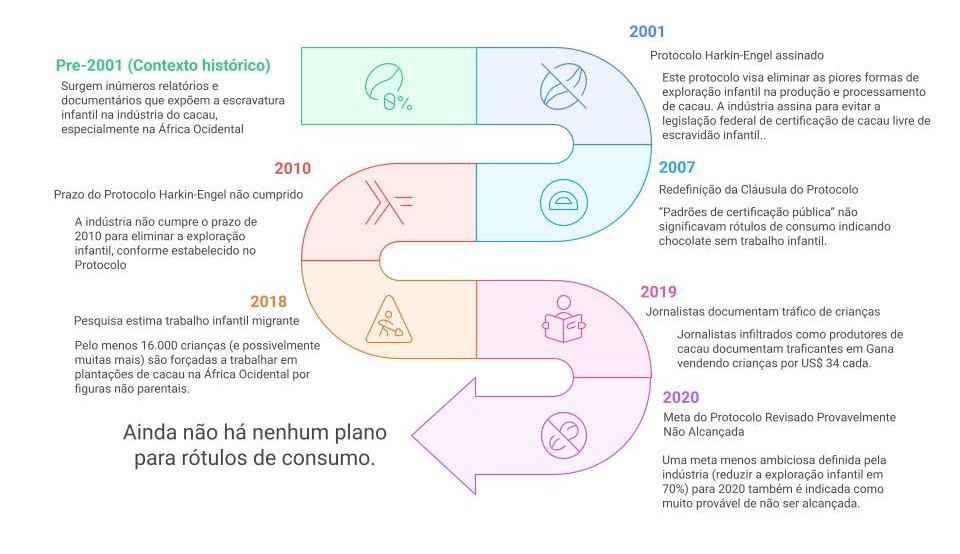 Pre-2001 (Contexto histórico)
Surgem inúmeros relatórios e
documentários que expõem a escravatura
infantil na indústria do cacau,
especialmente na África Ocidental
0%
2001
Protocolo Harkin-Engel assinado
Este protocolo visa eliminar as piores formas de
exploração infantil na produção e processamento
de cacau. A indústria assina para evitar a
legislação federal de certificação de cacau livre de
escravidão infantil..
2007
Redefinição da Cláusula do Protocolo
“Padrões de certificação pública” não
significavam rótulos de consumo indicando
chocolate sem trabalho infantil.
2010
Prazo do Protocolo Harkin-Engel não cumprido
A indústria não cumpre o prazo de
2010 para eliminar a exploração
infantil, conforme estabelecido no
Protocolo
2018
Pesquisa estima trabalho infantil migrante
Pelo menos 16.000 crianças (e possivelmente
muitas mais) são forçadas a trabalhar em
plantações de cacau na África Ocidental por
figuras não parentais.
2019
Jornalistas documentam tráfico de crianças
Jornalistas infiltrados como produtores de
cacau documentam traficantes em Gana
vendendo crianças por US$ 34 cada.
2020
Meta do Protocolo Revisado Provavelmente
Não Alcançada
Uma meta menos ambiciosa definida pela
indústria (reduzir a exploração infantil em
70%) para 2020 também é indicada como
muito provável de não ser alcançada.
Ainda não há nenhum plano
para rótulos de consumo.